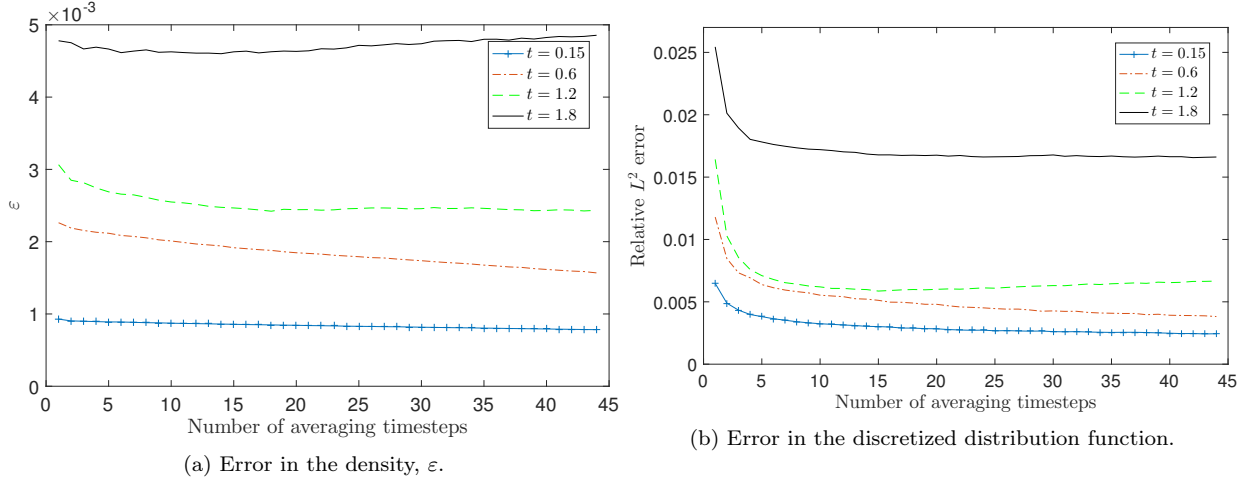 ×10⁻³
5
4
3
2
1
0
ε
0 5 10 15 20 25 30 35 40 45
Number of averaging timesteps
t = 0.15
t = 0.6
t = 1.2
t = 1.8
(a) Error in the density, ε.
0.025
0.02
0.015
0.01
0.005
0
Relative L² error
0 5 10 15 20 25 30 35 40 45
Number of averaging timesteps
t = 0.15
t = 0.6
t = 1.2
t = 1.8
(b) Error in the discretized distribution function.